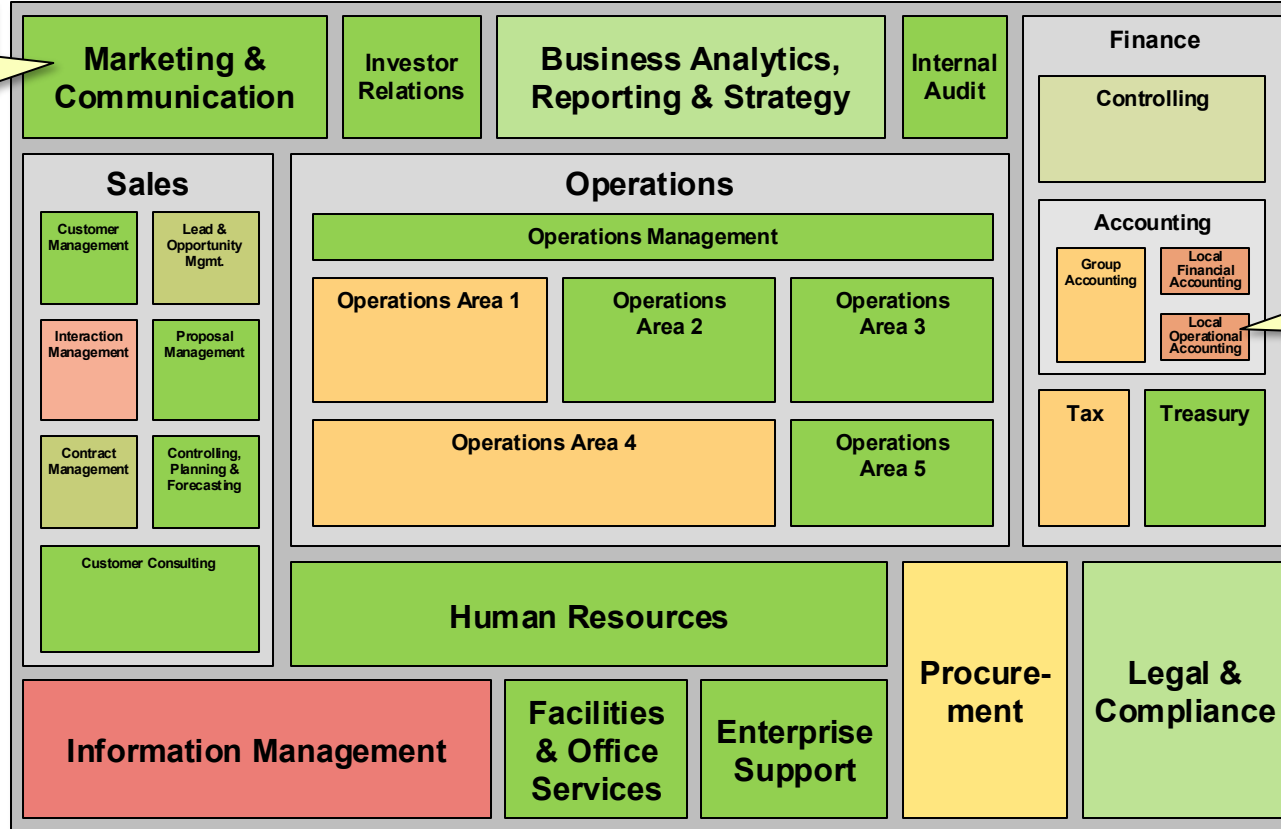 Marketing &
Communication
Investor
Relations
Business Analytics,
Reporting & Strategy
Internal
Audit
Finance
Controlling
Sales
Customer
Management
Lead &
Opportunity
Mgmt.
Interaction
Management
Proposal
Management
Contract
Management
Controlling,
Planning &
Forecasting
Customer Consulting
Operations
Operations Management
Operations Area 1
Operations
Area 2
Operations
Area 3
Operations Area 4
Operations
Area 5
Accounting
Group
Accounting
Local
Financial
Accounting
Local
Operational
Accounting
Tax
Treasury
Human Resources
Procure-
ment
Legal &
Compliance
Information Management
Facilities
& Office
Services
Enterprise
Support